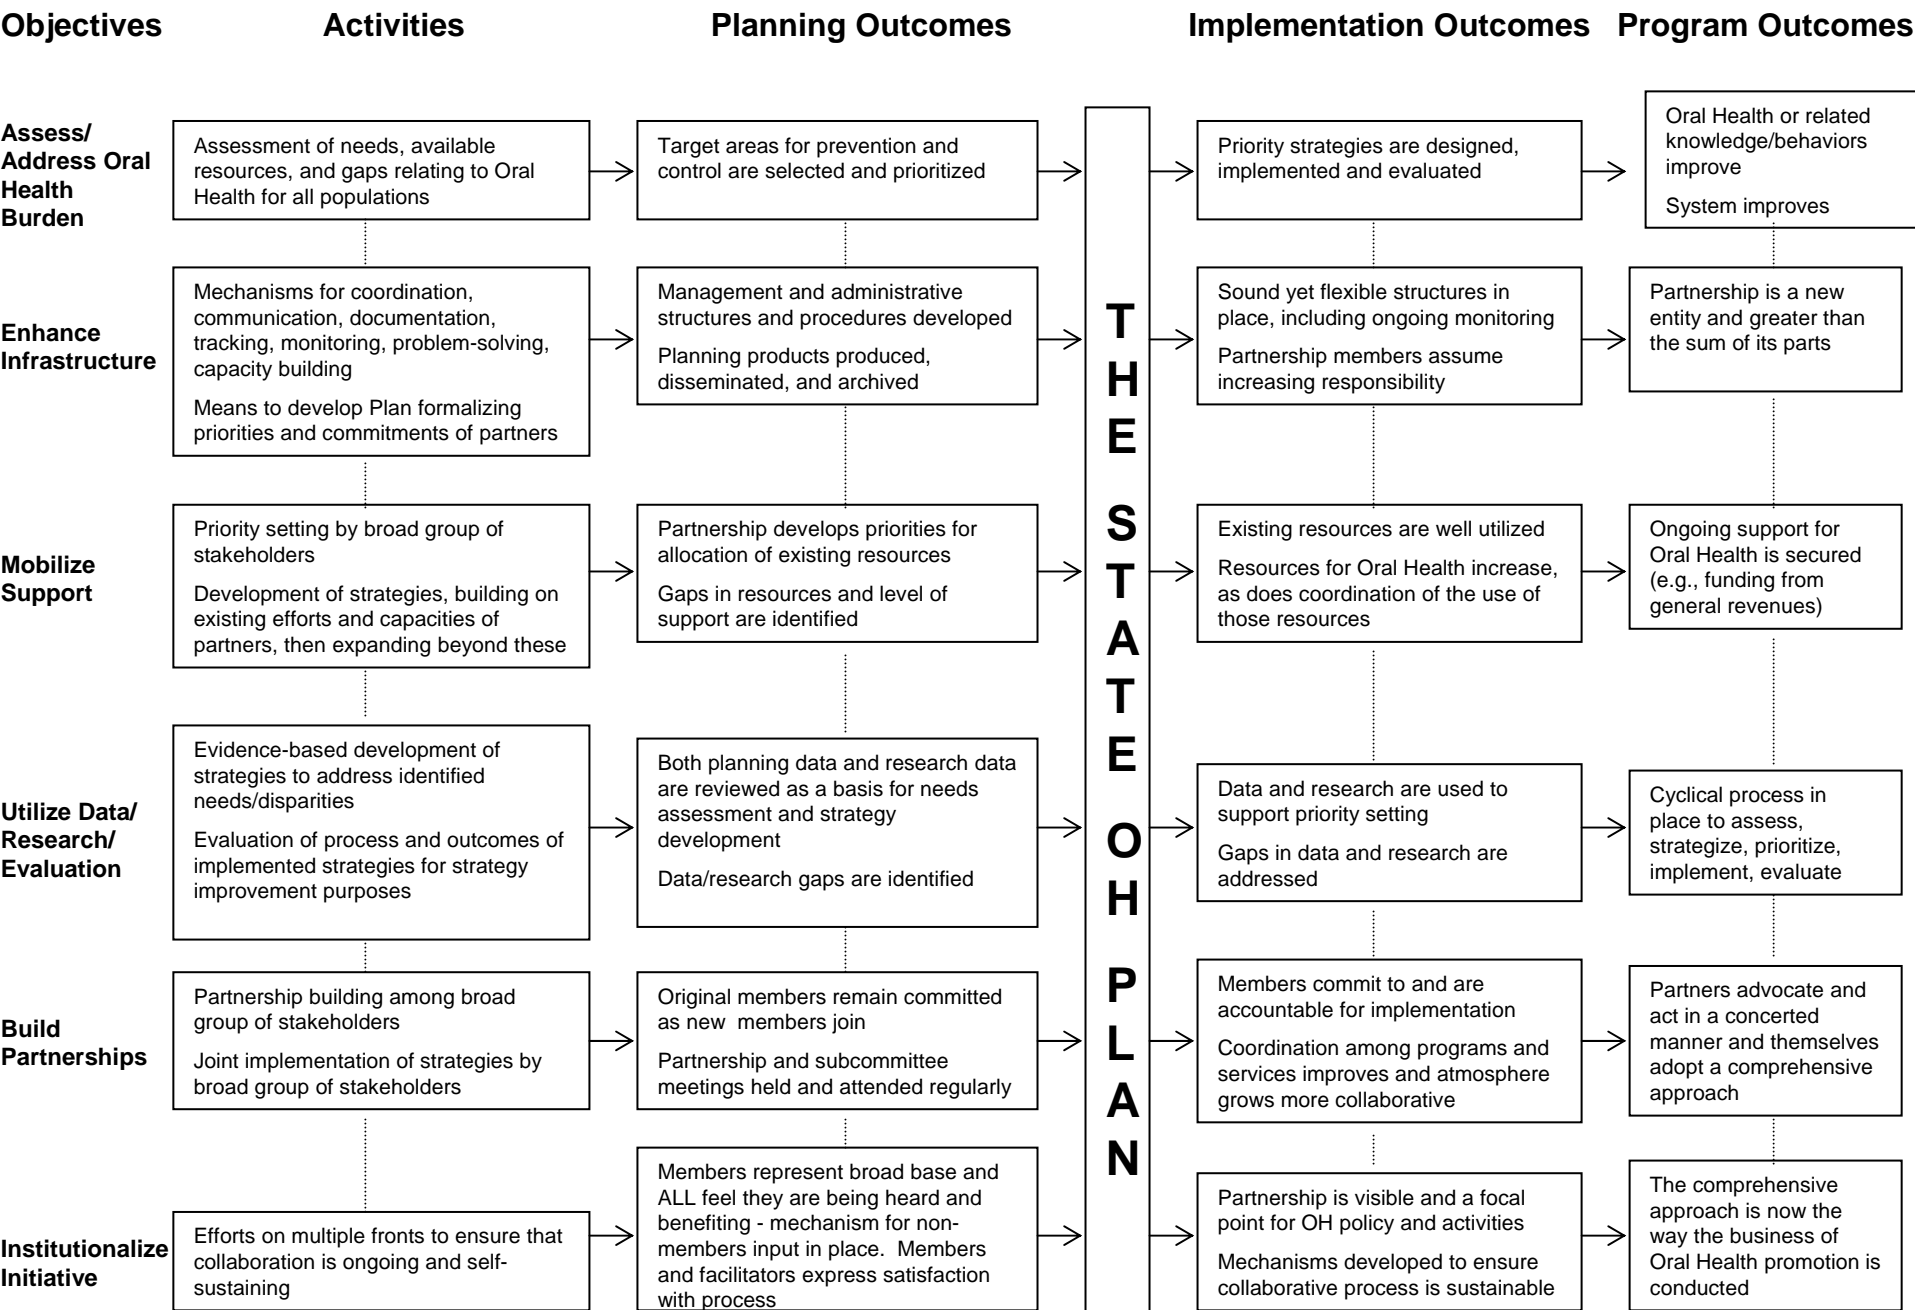 Objectives
Activities
Planning Outcomes
Implementation Outcomes
Program Outcomes
Assess/
Address Oral
Health
Burden
Assessment of needs, available
resources, and gaps relating to Oral
Health for all populations
Target areas for prevention and
control are selected and prioritized
Priority strategies are designed,
implemented and evaluated
Oral Health or related
knowledge/behaviors
improve
System improves
Enhance
Infrastructure
Mechanisms for coordination,
communication, documentation,
tracking, monitoring, problem-solving,
capacity building
Means to develop Plan formalizing
priorities and commitments of partners
Management and administrative
structures and procedures developed
Planning products produced,
disseminated, and archived
Sound yet flexible structures in
place, including ongoing monitoring
Partnership members assume
increasing responsibility
Partnership is a new
entity and greater than
the sum of its parts
Mobilize
Support
Priority setting by broad group of
stakeholders
Development of strategies, building on
existing efforts and capacities of
partners, then expanding beyond these
Partnership develops priorities for
allocation of existing resources
Gaps in resources and level of
support are identified
Existing resources are well utilized
Resources for Oral Health increase,
as does coordination of the use of
those resources
Ongoing support for
Oral Health is secured
(e.g., funding from
general revenues)
Utilize Data/
Research/
Evaluation
Evidence-based development of
strategies to address identified
needs/disparities
Evaluation of process and outcomes of
implemented strategies for strategy
improvement purposes
Both planning data and research data
are reviewed as a basis for needs
assessment and strategy
development
Data/research gaps are identified
Data and research are used to
support priority setting
Gaps in data and research are
addressed
Cyclical process in
place to assess,
strategize, prioritize,
implement, evaluate
Build
Partnerships
Partnership building among broad
group of stakeholders
Joint implementation of strategies by
broad group of stakeholders
Original members remain committed
as new  members join
Partnership and subcommittee
meetings held and attended regularly
Members commit to and are
accountable for implementation
Coordination among programs and
services improves and atmosphere
grows more collaborative
Partners advocate and
act in a concerted
manner and themselves
adopt a comprehensive
approach
Institutionalize
Initiative
Efforts on multiple fronts to ensure that
collaboration is ongoing and self-
sustaining
Members represent broad base and
ALL feel they are being heard and
benefiting - mechanism for non-
members input in place.  Members
and facilitators express satisfaction
with process
Partnership is visible and a focal
point for OH policy and activities
Mechanisms developed to ensure
collaborative process is sustainable
The comprehensive
approach is now the
way the business of
Oral Health promotion is
conducted
THE STATE OH PLAN